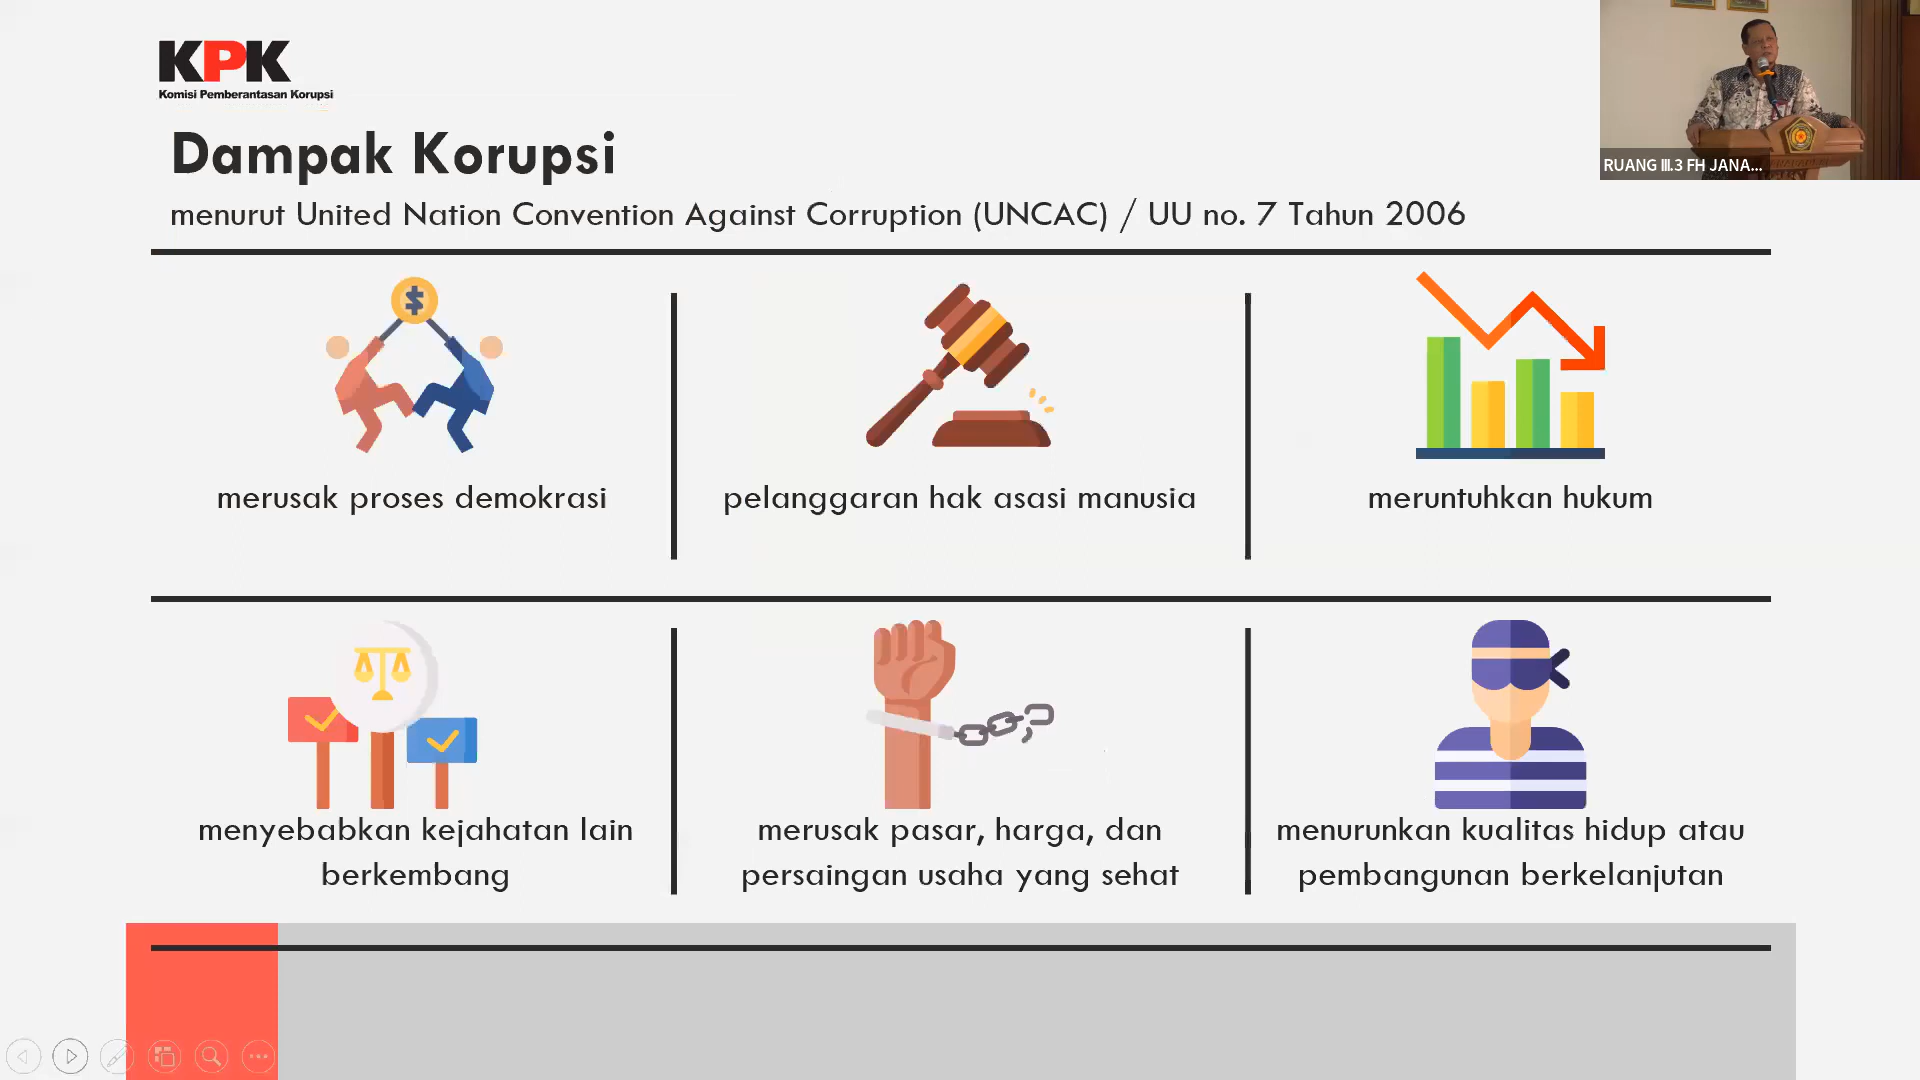 KPK
Komisi Pemberantasan Korupsi
Dampak Korupsi
menurut United Nation Convention Against Corruption (UNCAC) / UU no. 7 Tahun 2006
RUANG III.3 FH JANA...
merusak proses demokrasi
pelanggaran hak asasi manusia
meruntuhkan hukum
menyebabkan kejahatan lain
berkembang
merusak pasar, harga, dan
persaingan usaha yang sehat
menurunkan kualitas hidup atau
pembangunan berkelanjutan